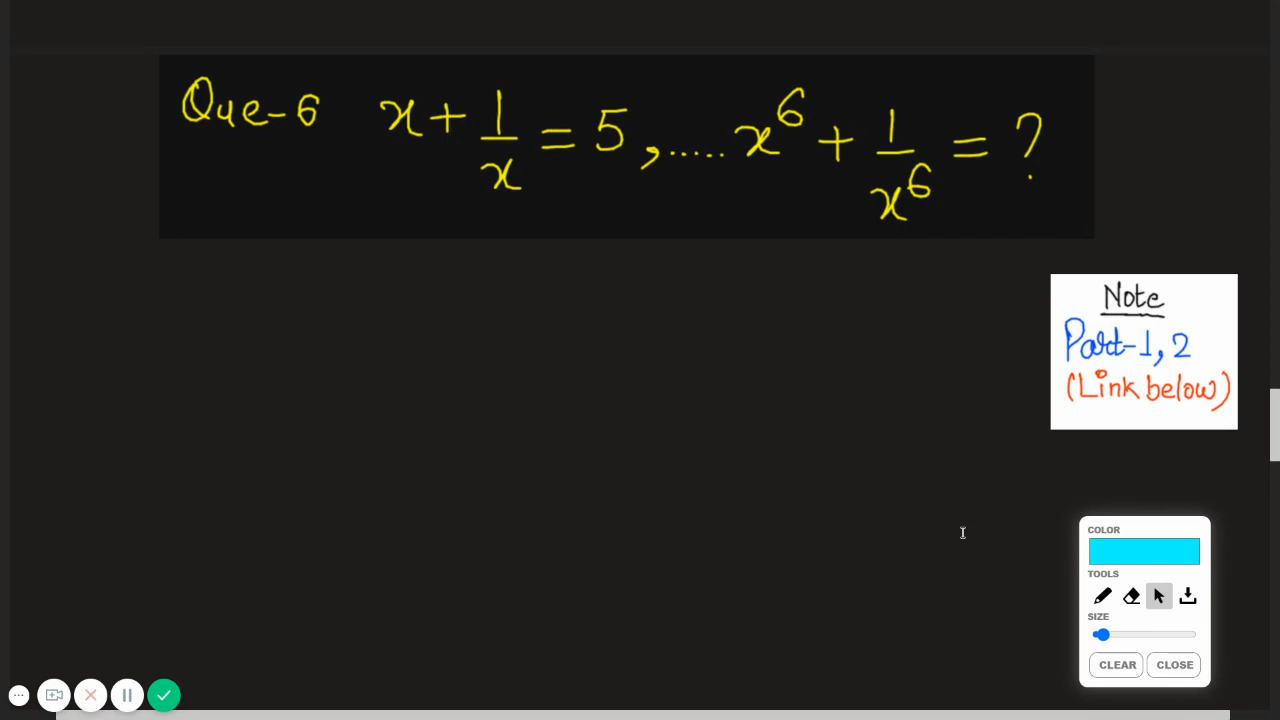 Que-6 x + 1/x = 5 , ..... x^6 + 1/x^6 = ?
Note
Part-1, 2
(Link below)
COLOR
TOOLS
SIZE
CLEAR CLOSE